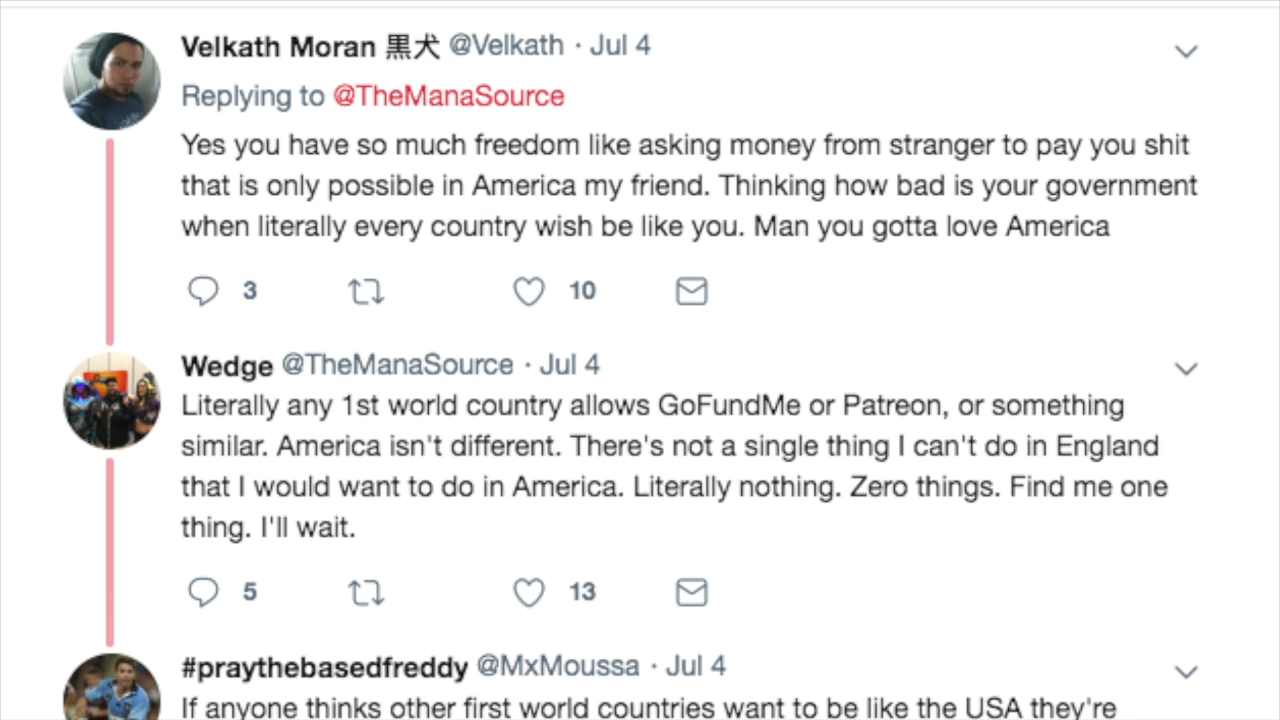 Velkath Moran 黒犬 @Velkath · Jul 4
Replying to @TheManaSource
Yes you have so much freedom like asking money from stranger to pay you shit
that is only possible in America my friend. Thinking how bad is your government
when literally every country wish be like you. Man you gotta love America
3 10
Wedge @TheManaSource · Jul 4
Literally any 1st world country allows GoFundMe or Patreon, or something
similar. America isn't different. There's not a single thing I can't do in England
that I would want to do in America. Literally nothing. Zero things. Find me one
thing. I'll wait.
5 13
#praythebasedfreddy @MxMoussa · Jul 4
If anyone thinks other first world countries want to be like the USA they're